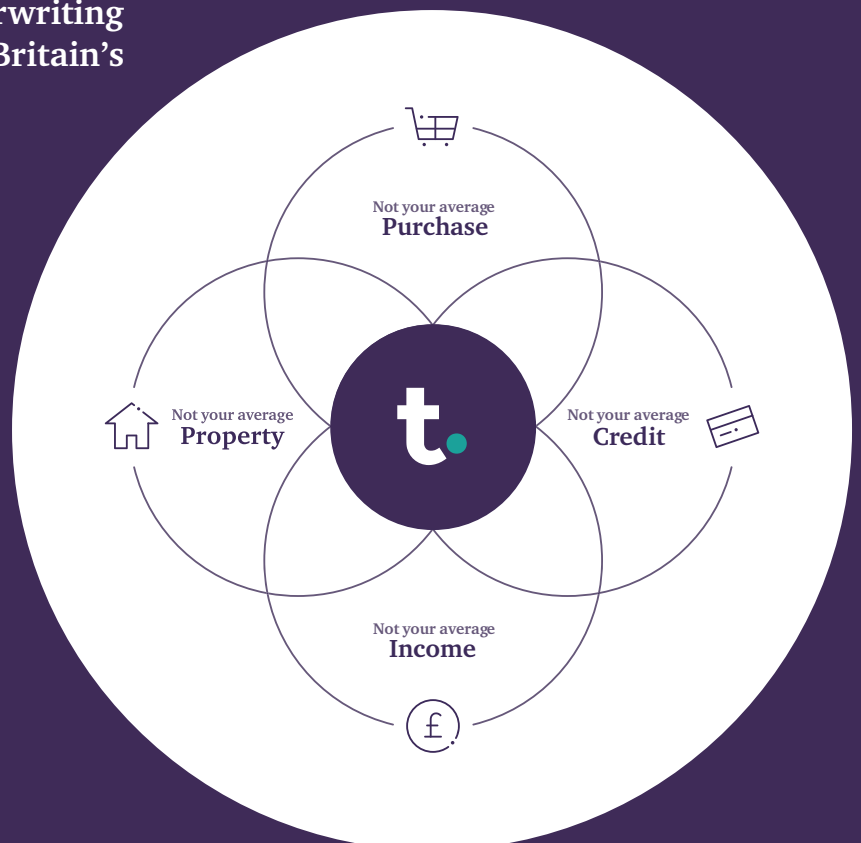 rwriting
Britain’s
Not your average
Purchase
Not your average
Property
t.
Not your average
Credit
Not your average
Income
£